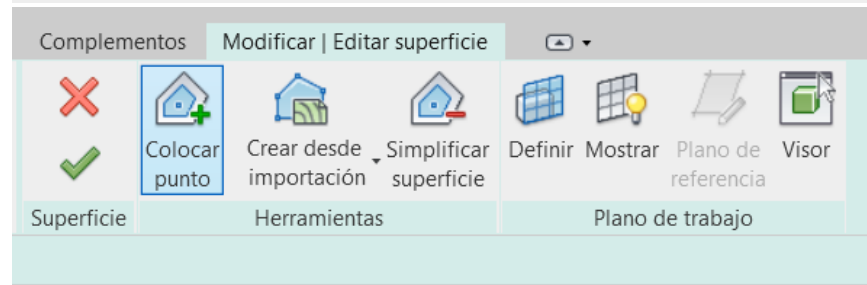 Complementos
Modificar | Editar superficie
Colocar
punto
Crear desde
importación
Simplificar
superficie
Definir
Mostrar
Plano de
referencia
Visor
Superficie
Herramientas
Plano de trabajo